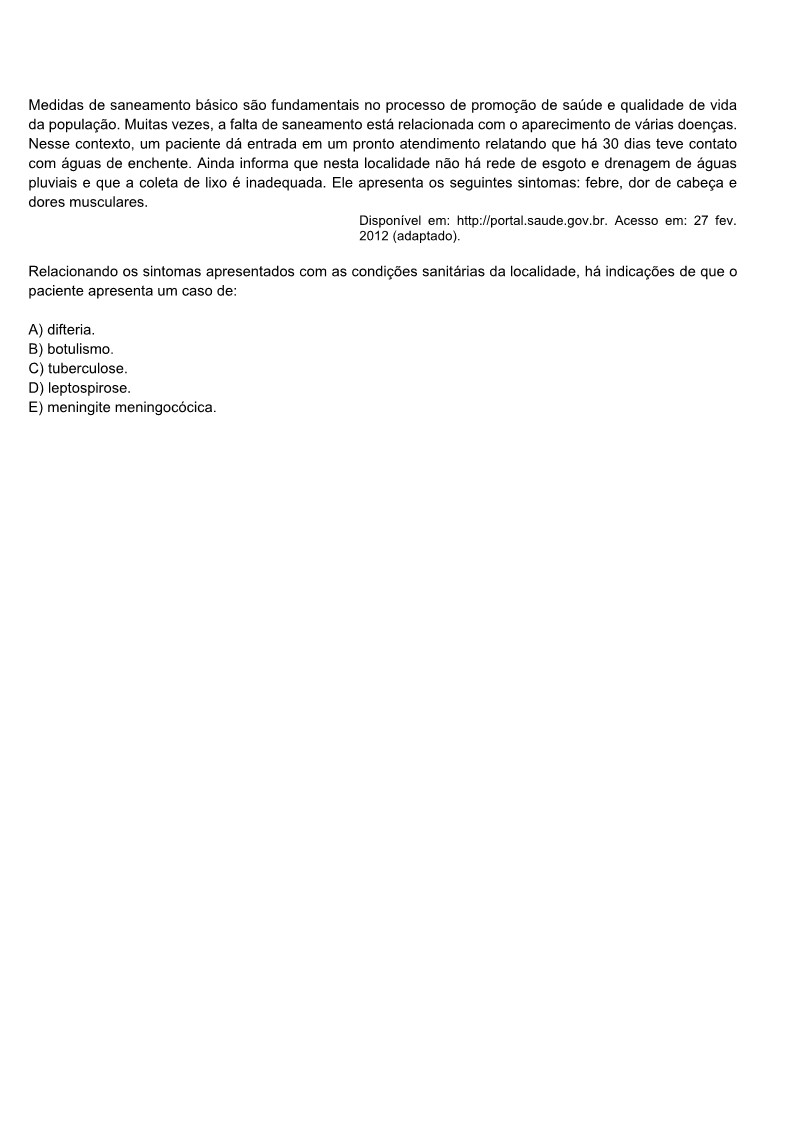 Medidas de saneamento básico são fundamentais no processo de promoção de saúde e qualidade de vida
da população. Muitas vezes, a falta de saneamento está relacionada com o aparecimento de várias doenças.
Nesse contexto, um paciente dá entrada em um pronto atendimento relatando que há 30 dias teve contato
com águas de enchente. Ainda informa que nesta localidade não há rede de esgoto e drenagem de águas
pluviais e que a coleta de lixo é inadequada. Ele apresenta os seguintes sintomas: febre, dor de cabeça e
dores musculares.
Disponível em: http://portal.saude.gov.br. Acesso em: 27 fev.
2012 (adaptado).
Relacionando os sintomas apresentados com as condições sanitárias da localidade, há indicações de que o
paciente apresenta um caso de:
A) difteria.
B) botulismo.
C) tuberculose.
D) leptospirose.
E) meningite meningocócica.